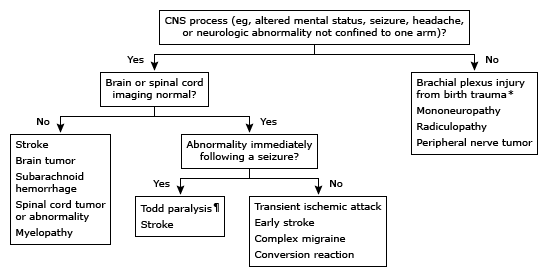 CNS process (eg, altered mental status, seizure, headache,
or neurologic abnormality not confined to one arm)?
Yes
No
Brain or spinal cord
imaging normal?
Brachial plexus injury
from birth trauma*
Mononeuropathy
Radiculopathy
Peripheral nerve tumor
No
Yes
Stroke
Brain tumor
Subarachnoid
hemorrhage
Spinal cord tumor
or abnormality
Myelopathy
Abnormality immediately
following a seizure?
Yes
No
Todd paralysis¶
Stroke
Transient ischemic attack
Early stroke
Complex migraine
Conversion reaction